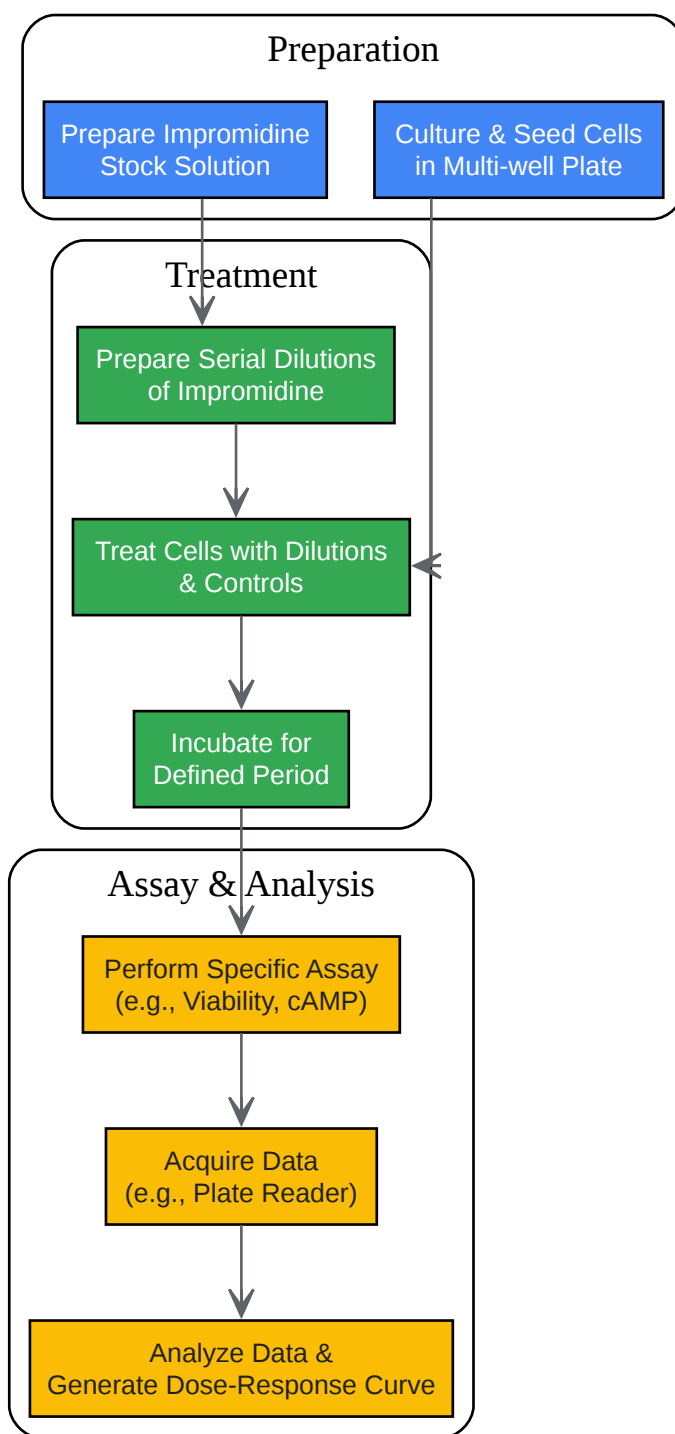 Preparation
Prepare Impromidine
Stock Solution
Culture & Seed Cells
in Multi-well Plate
Treatment
Prepare Serial Dilutions
of Impromidine
Treat Cells with Dilutions
& Controls
Incubate for
Defined Period
Assay & Analysis
Perform Specific Assay
(e.g., Viability, cAMP)
Acquire Data
(e.g., Plate Reader)
Analyze Data &
Generate Dose-Response Curve